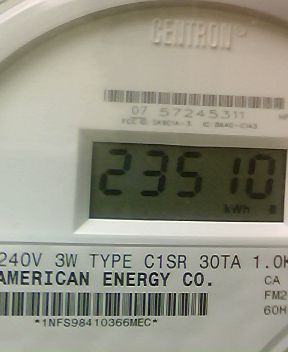 CENTRON®
07 57245311
23510
kWh
240V 3W TYPE C1SR 30TA 1.0K
AMERICAN ENERGY CO.
CA
FM2
60H
*1NFS98410366MEC*